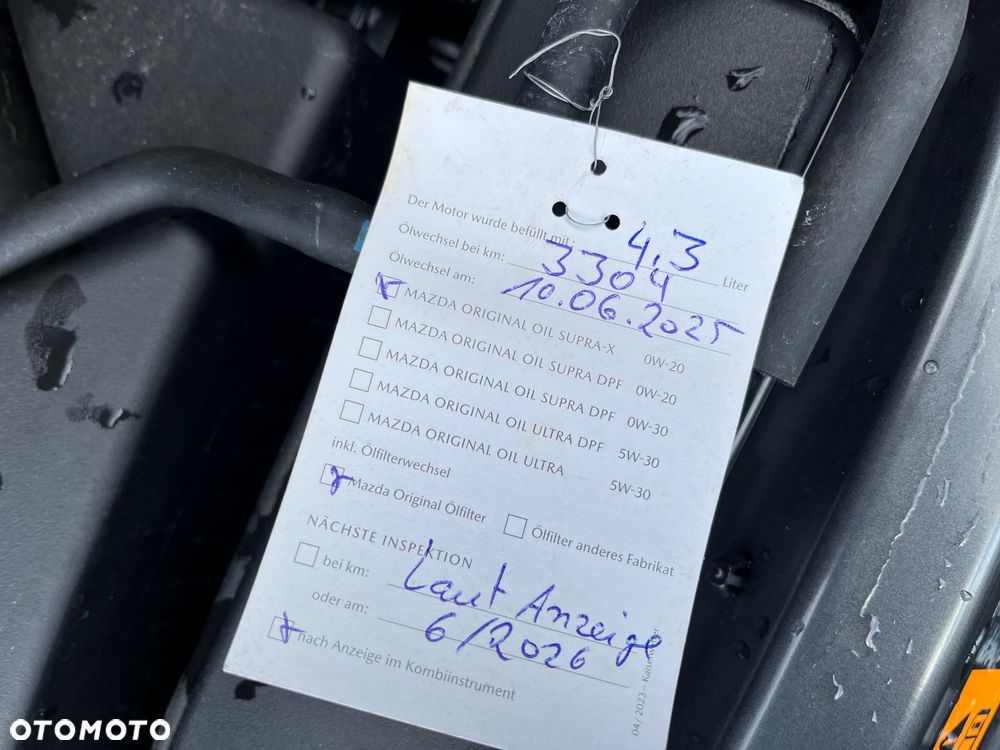 Der Motor wurde befüllt mit: 4,3 Liter
Ölwechsel bei km: 3304
Ölwechsel am: 10.06.2025
MAZDA ORIGINAL OIL SUPRA-X 0W-20
MAZDA ORIGINAL OIL SUPRA DPF 0W-20
MAZDA ORIGINAL OIL SUPRA DPF 0W-30
MAZDA ORIGINAL OIL ULTRA DPF 5W-30
MAZDA ORIGINAL OIL ULTRA 5W-30
inkl. Ölfilterwechsel
Mazda Original Ölfilter Ölfilter anderes Fabrikat
NÄCHSTE INSPEKTION
bei km: Laut Anzeige
oder am: 6/2026
nach Anzeige im Kombiinstrument
04 / 2023 –
OTOMOTO